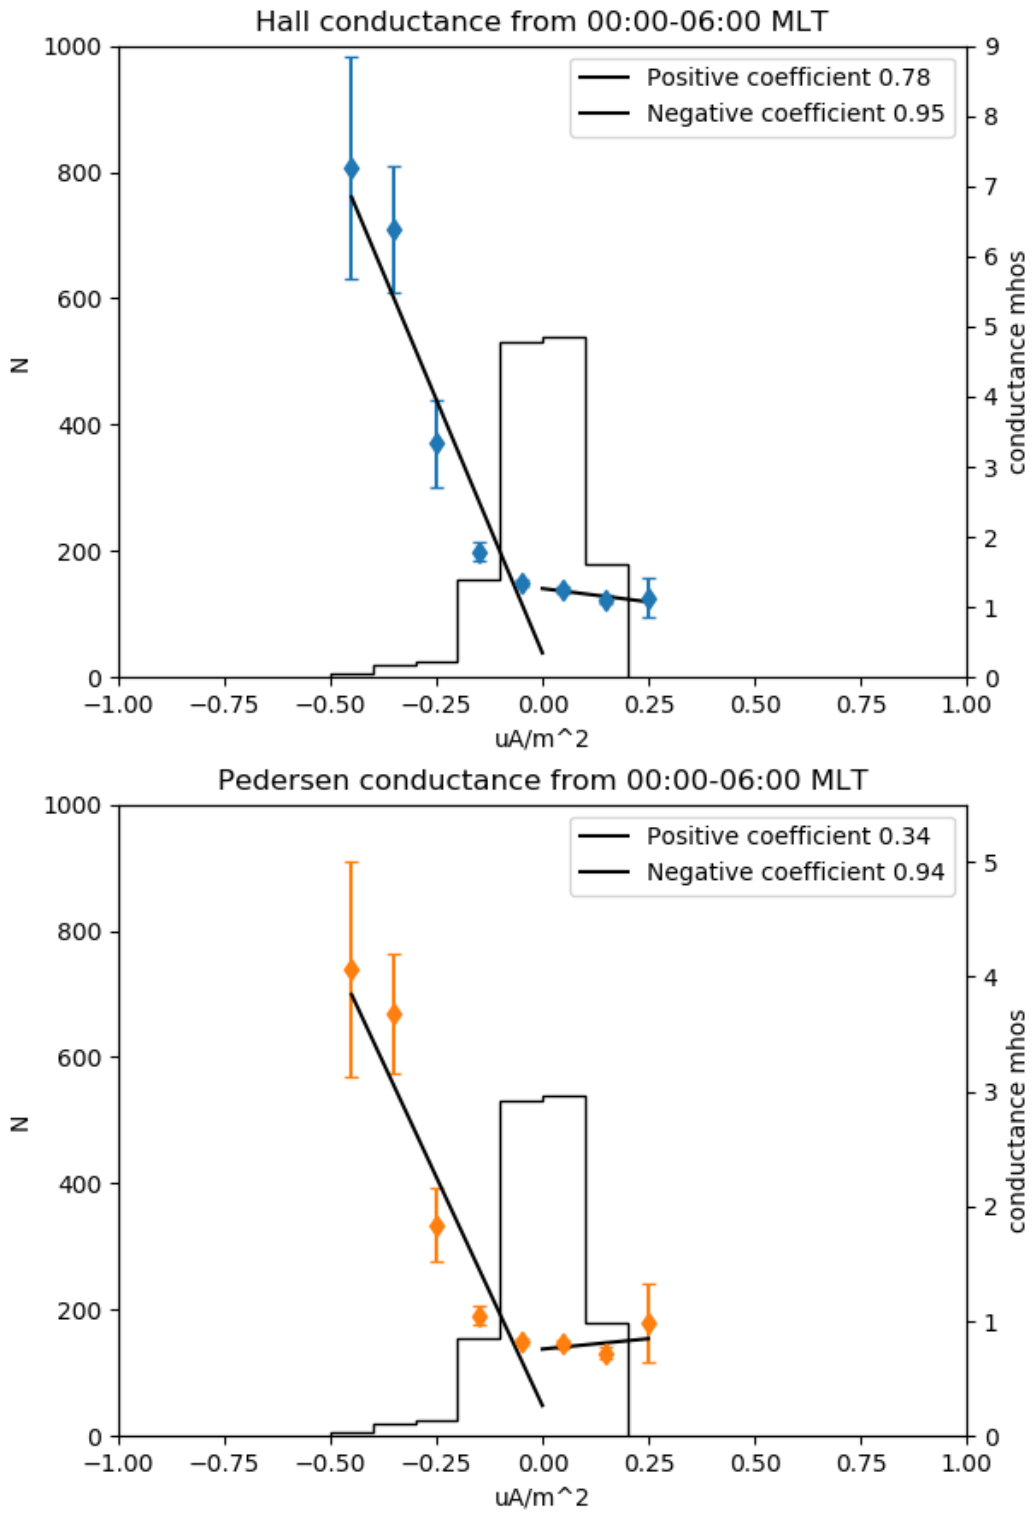 Hall conductance from 00:00-06:00 MLT
1000
800
600
400
200
0
N
9
8
7
6
5
4
3
2
1
0
conductance mhos
Positive coefficient 0.78
Negative coefficient 0.95
−1.00 −0.75 −0.50 −0.25 0.00 0.25 0.50 0.75 1.00
uA/m^2
Pedersen conductance from 00:00-06:00 MLT
1000
800
600
400
200
0
N
5
4
3
2
1
0
conductance mhos
Positive coefficient 0.34
Negative coefficient 0.94
−1.00 −0.75 −0.50 −0.25 0.00 0.25 0.50 0.75 1.00
uA/m^2